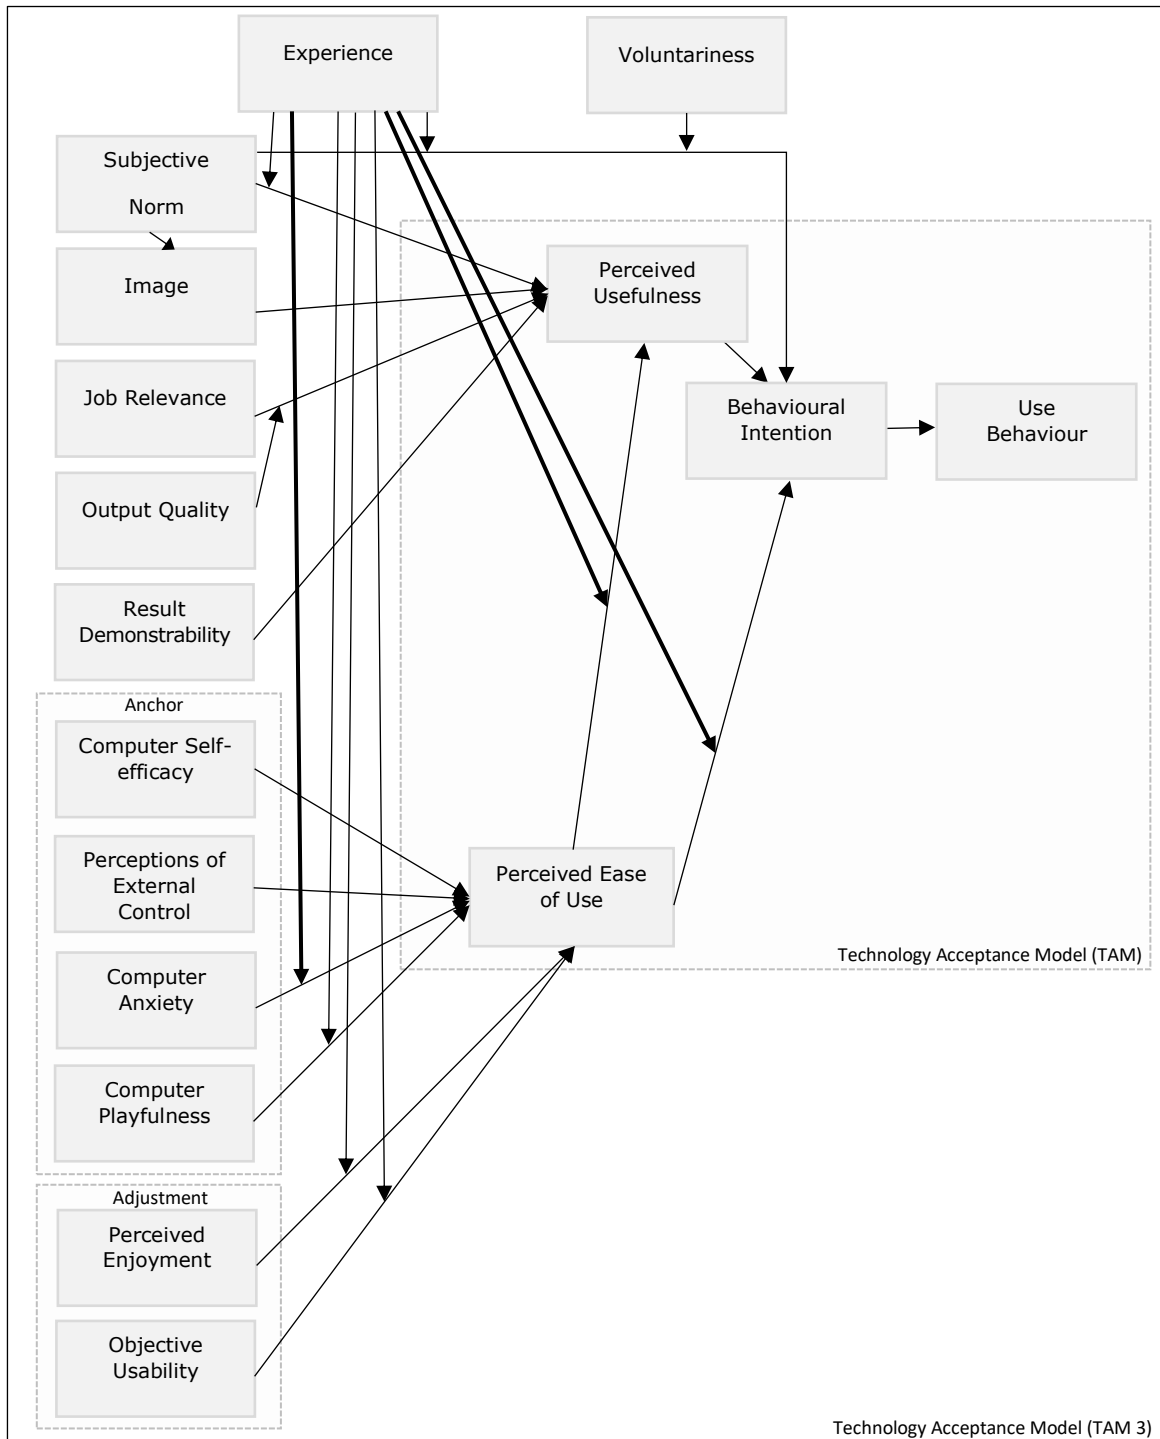 Experience
Voluntariness
Subjective
Norm
Image
Perceived
Usefulness
Job Relevance
Behavioural
Intention
Use
Behaviour
Output Quality
Result
Demonstrability
Anchor
Computer Self-
efficacy
Perceptions of
External
Control
Perceived Ease
of Use
Technology Acceptance Model (TAM)
Computer
Anxiety
Computer
Playfulness
Adjustment
Perceived
Enjoyment
Objective
Usability
Technology Acceptance Model (TAM 3)